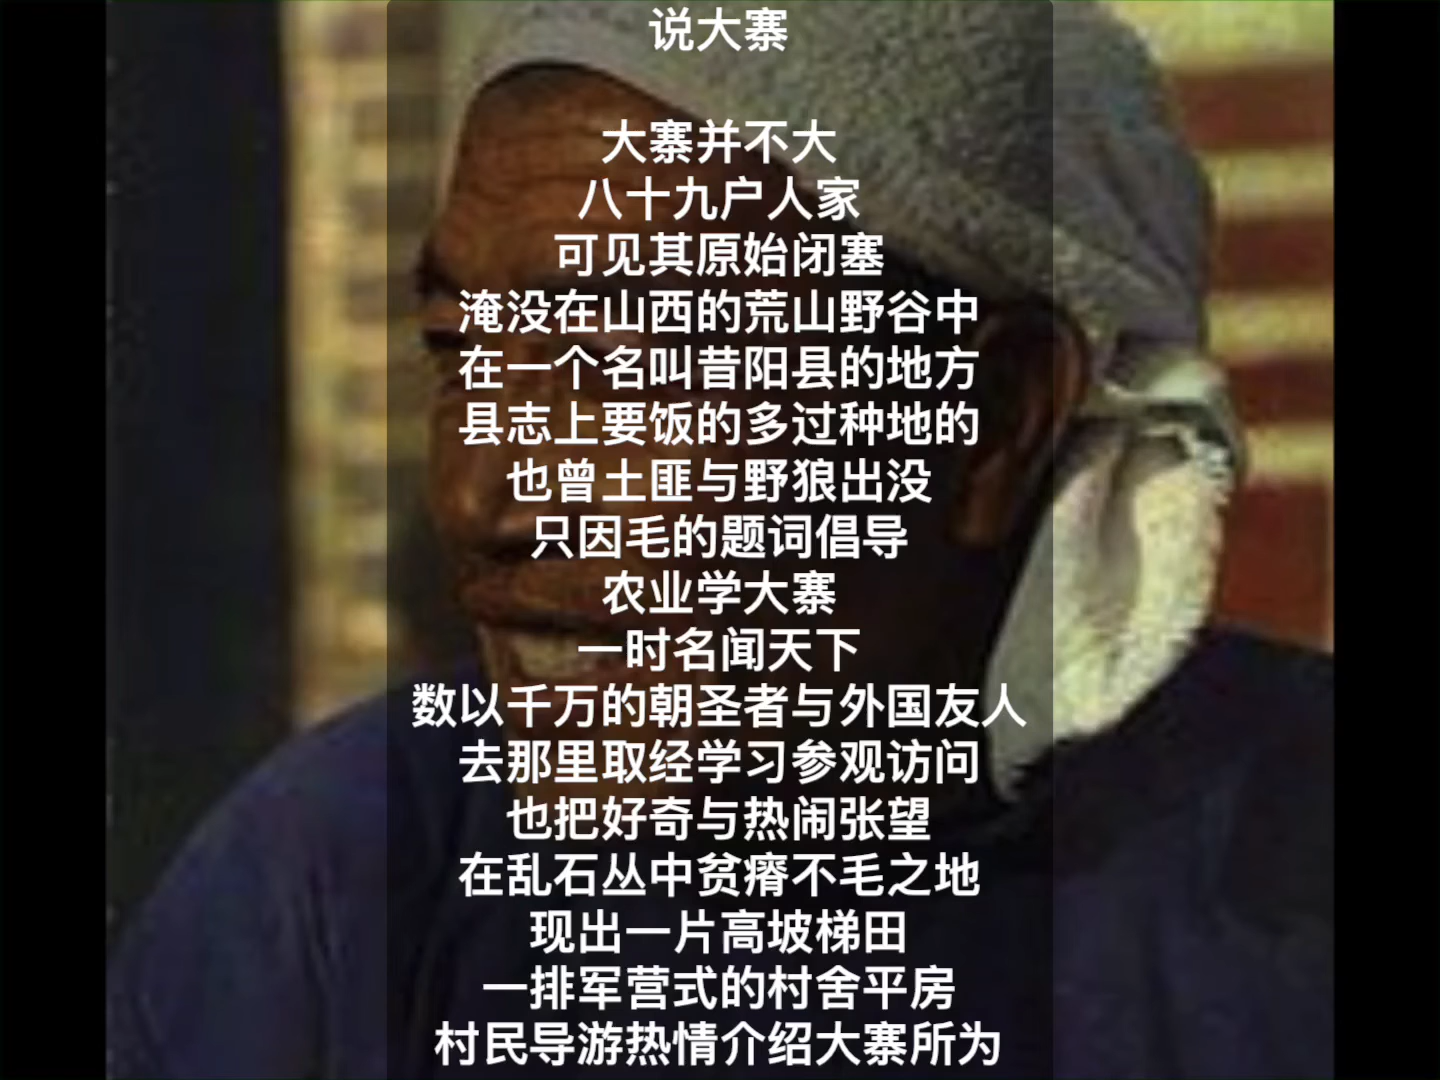 说大寨
大寨并不大
八十九户人家
可见其原始闭塞
淹没在山西的荒山野谷中
在一个名叫昔阳县的地方
县志上要饭的多过种地的
也曾土匪与野狼出没
只因毛的题词倡导
农业学大寨
一时名闻天下
数以千万的朝圣者与外国友人
去那里取经学习参观访问
也把好奇与热闹张望
在乱石丛中贫瘠不毛之地
现出一片高坡梯田
一排军营式的村舍平房
村民导游热情介绍大寨所为